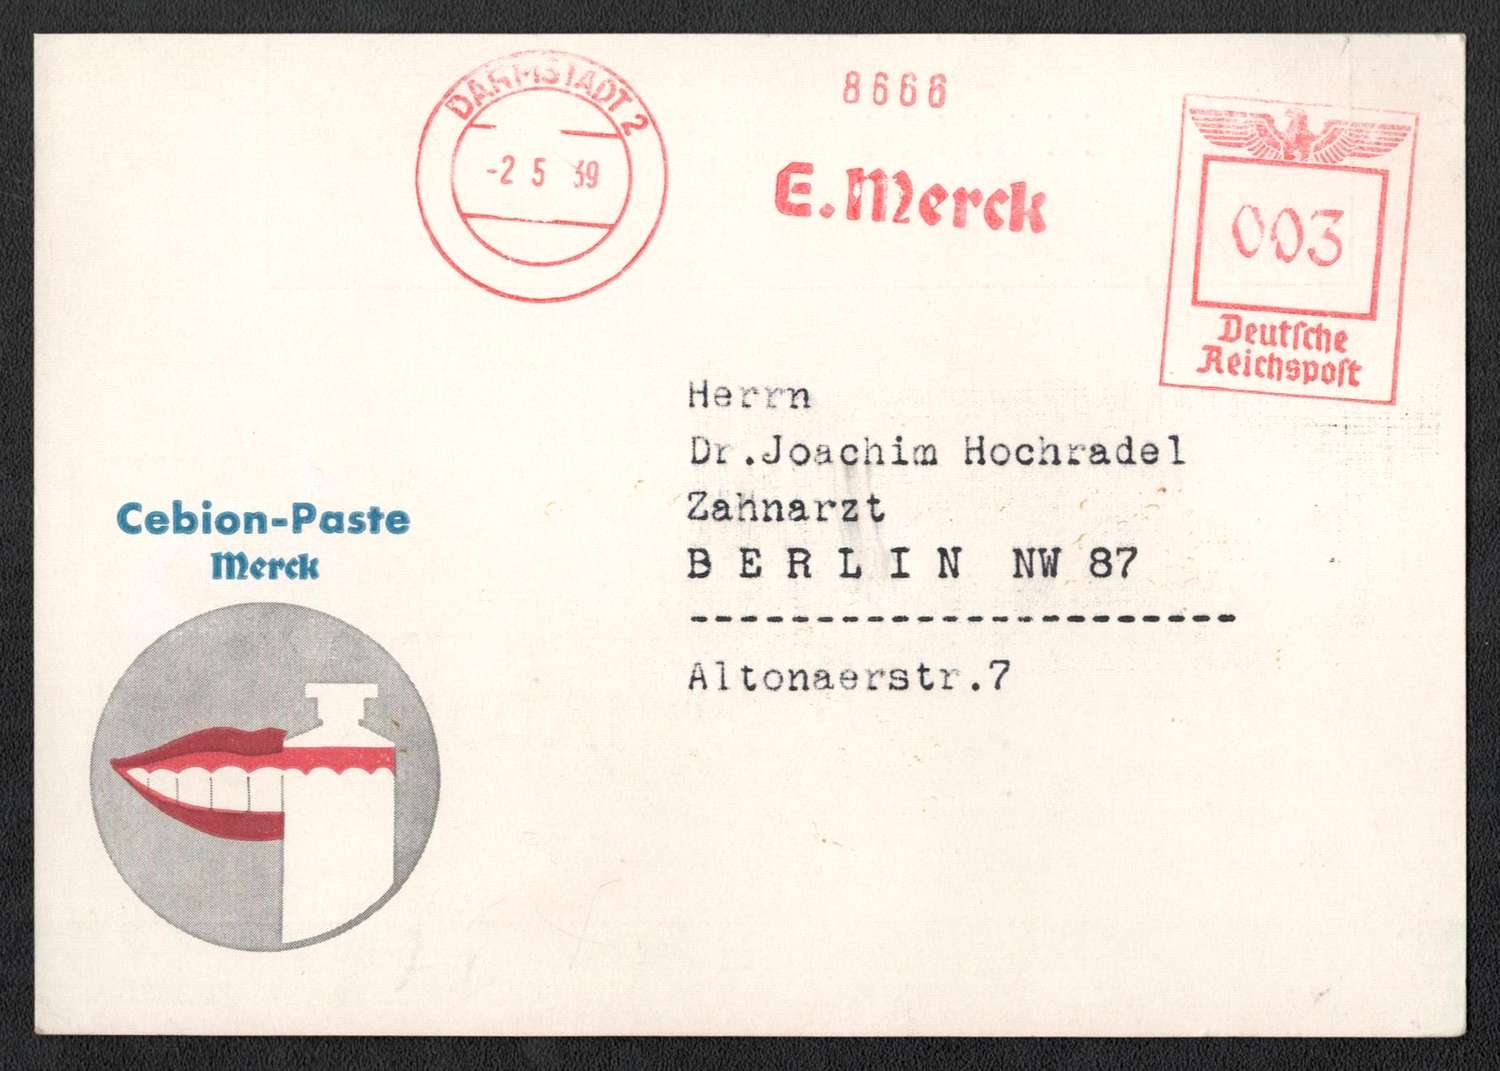 DARMSTADT 2
-2 5 39
8666
E. Merck
003
Deutſche
Reichspoſt
Herrn
Dr.Joachim Hochradel
Zahnarzt
B E R L I N  NW 87
----------------------
Altonaerstr.7
Cebion-Paste
Merck